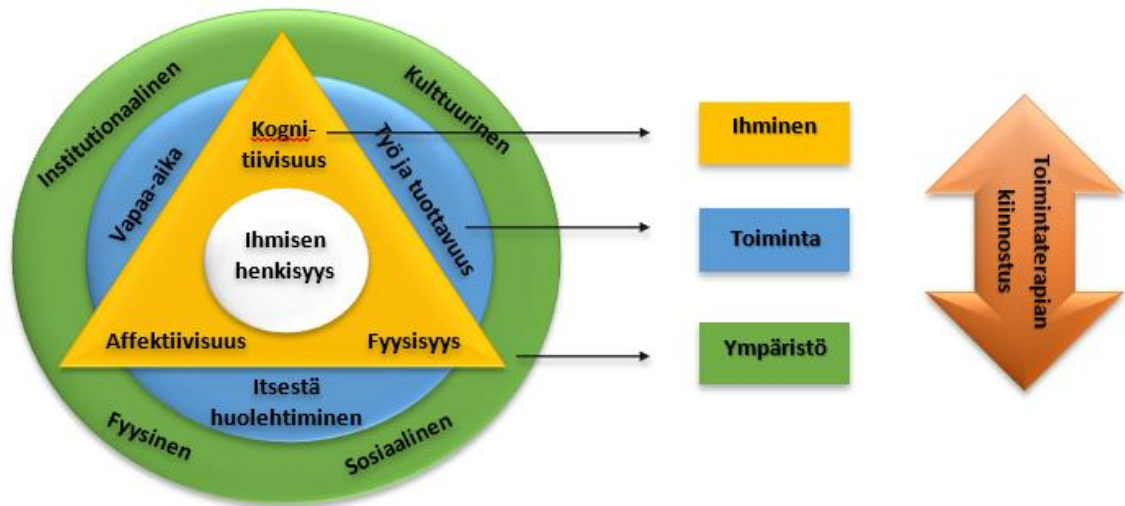 Institutionaalinen
Kulttuurinen
Vapaa-aika
Kogni-
tiivisuus
Työ ja tuottavuus
Ihmisen
henkisyys
Affektiivisuus
Fyysisyys
Itsestä
huolehtiminen
Fyysinen
Sosiaalinen
Ihminen
Toiminta
Ympäristö
Toimintaterapian
kiinnostus